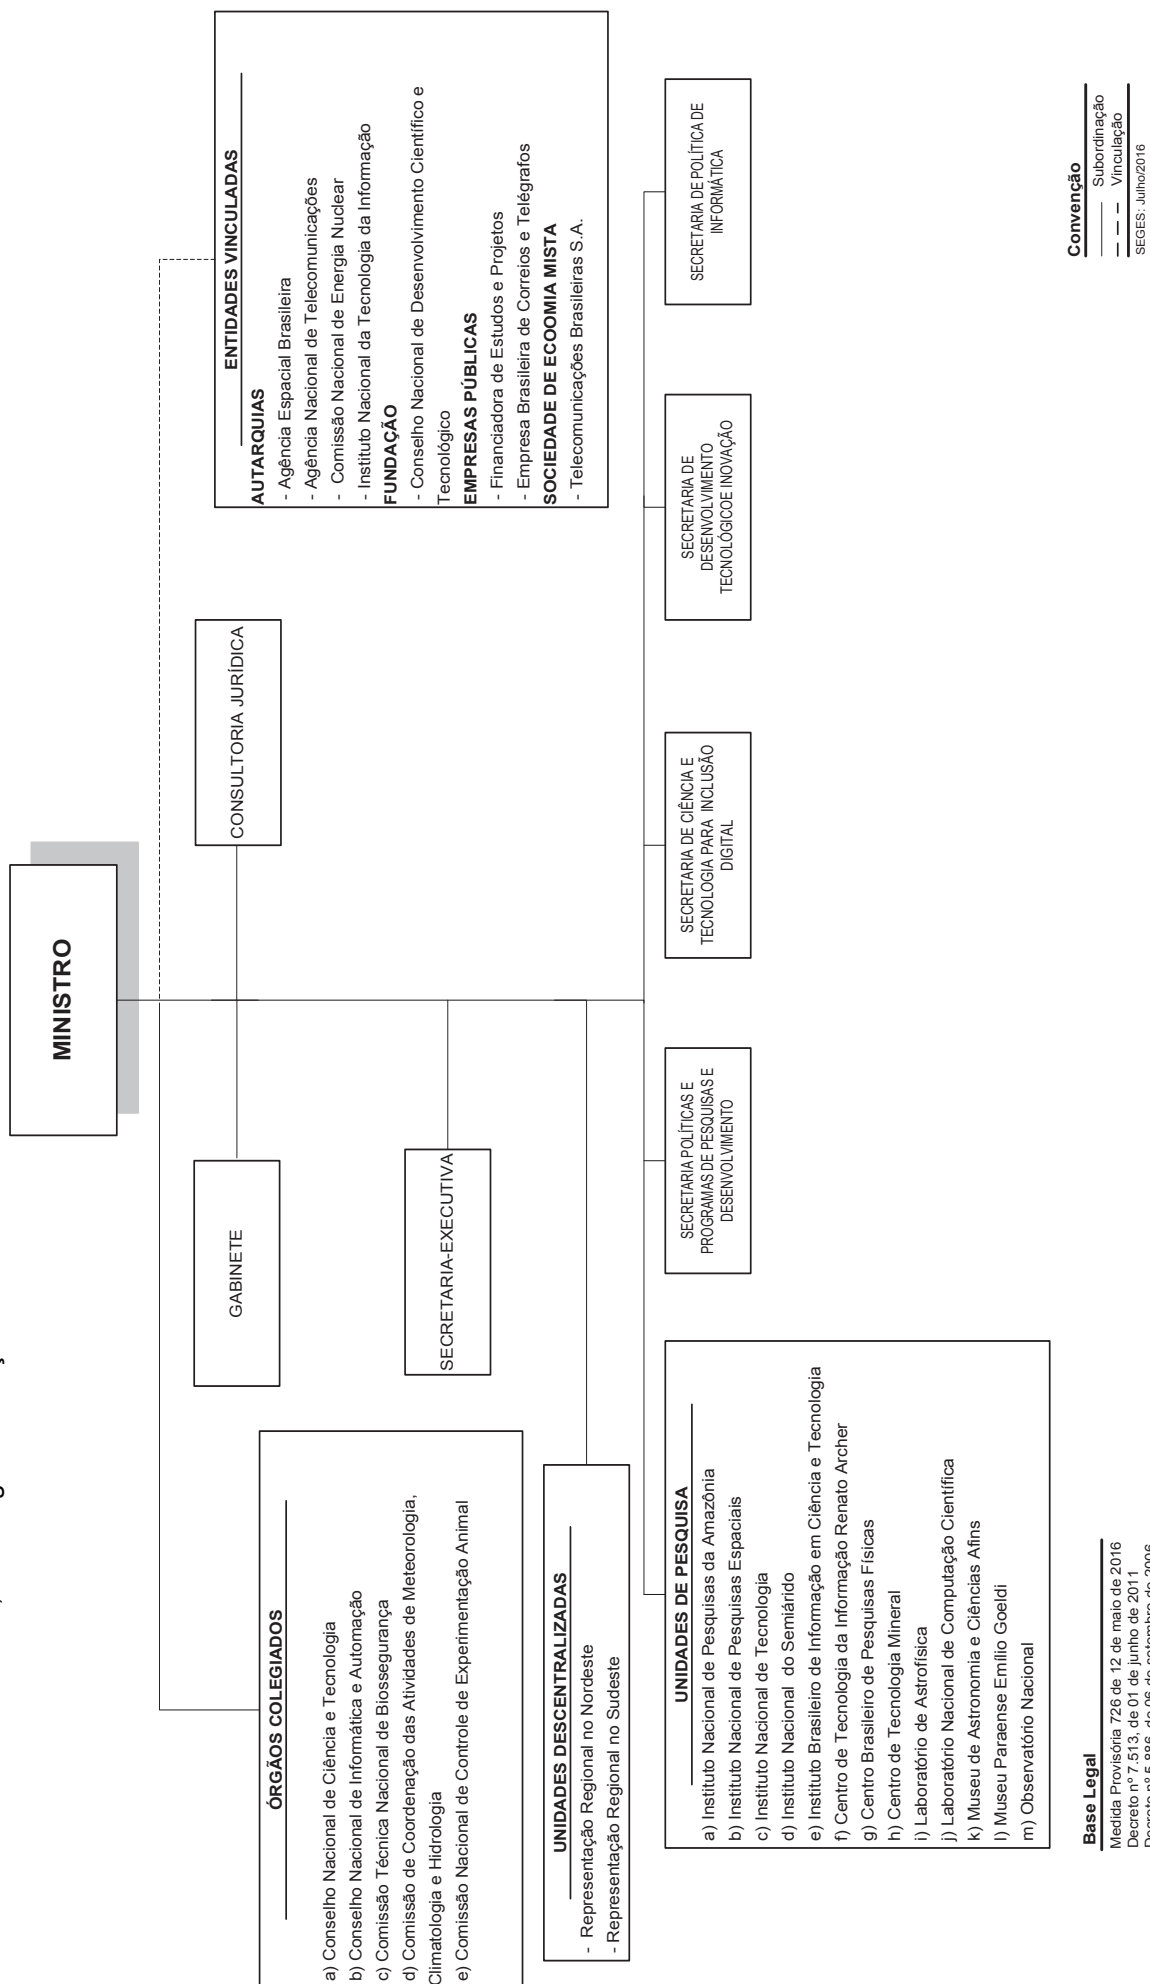 MINISTRO
GABINETE
CONSULTORIA JURÍDICA
SECRETARIA-EXECUTIVA
ÓRGÃOS COLEGIADOS
a) Conselho Nacional de Ciência e Tecnologia
b) Conselho Nacional de Informática e Automação
c) Comissão Técnica Nacional de Biossegurança
d) Comissão de Coordenação das Atividades de Meteorologia,
Climatologia e Hidrologia
e) Comissão Nacional de Controle de Experimentação Animal
ENTIDADES VINCULADAS
AUTARQUIAS
- Agência Espacial Brasileira
- Agência Nacional de Telecomunicações
- Comissão Nacional de Energia Nuclear
- Instituto Nacional da Tecnologia da Informação
FUNDAÇÃO
- Conselho Nacional de Desenvolvimento Científico e
Tecnológico
EMPRESAS PÚBLICAS
- Financiadora de Estudos e Projetos
- Empresa Brasileira de Correios e Telégrafos
SOCIEDADE DE ECOOMIA MISTA
- Telecomunicações Brasileiras S.A.
UNIDADES DESCENTRALIZADAS
- Representação Regional no Nordeste
- Representação Regional no Sudeste
UNIDADES DE PESQUISA
a) Instituto Nacional de Pesquisas da Amazônia
b) Instituto Nacional de Pesquisas Espaciais
c) Instituto Nacional de Tecnologia
d) Instituto Nacional do Semiárido
e) Instituto Brasileiro de Informação em Ciência e Tecnologia
f) Centro de Tecnologia da Informação Renato Archer
g) Centro Brasileiro de Pesquisas Físicas
h) Centro de Tecnologia Mineral
i) Laboratório de Astrofísica
j) Laboratório Nacional de Computação Científica
k) Museu de Astronomia e Ciências Afins
l) Museu Paraense Emílio Goeldi
m) Observatório Nacional
SECRETARIA POLÍTICAS E
PROGRAMAS DE PESQUISAS E
DESENVOLVIMENTO
SECRETARIA DE CIÊNCIA E
TECNOLOGIA PARA INCLUSÃO
DIGITAL
SECRETARIA DE
DESENVOLVIMENTO
TECNOLÓGICOE INOVAÇÃO
SECRETARIA DE POLÍTICA DE
INFORMÁTICA
Base Legal
Medida Provisória 726 de 12 de maio de 2016
Decreto nº 7.513, de 01 de junho de 2011
Decreto nº 5.886, de 06 de setembro de 2006
Convenção
Subordinação
Vinculação
SEGES: Julho/2016